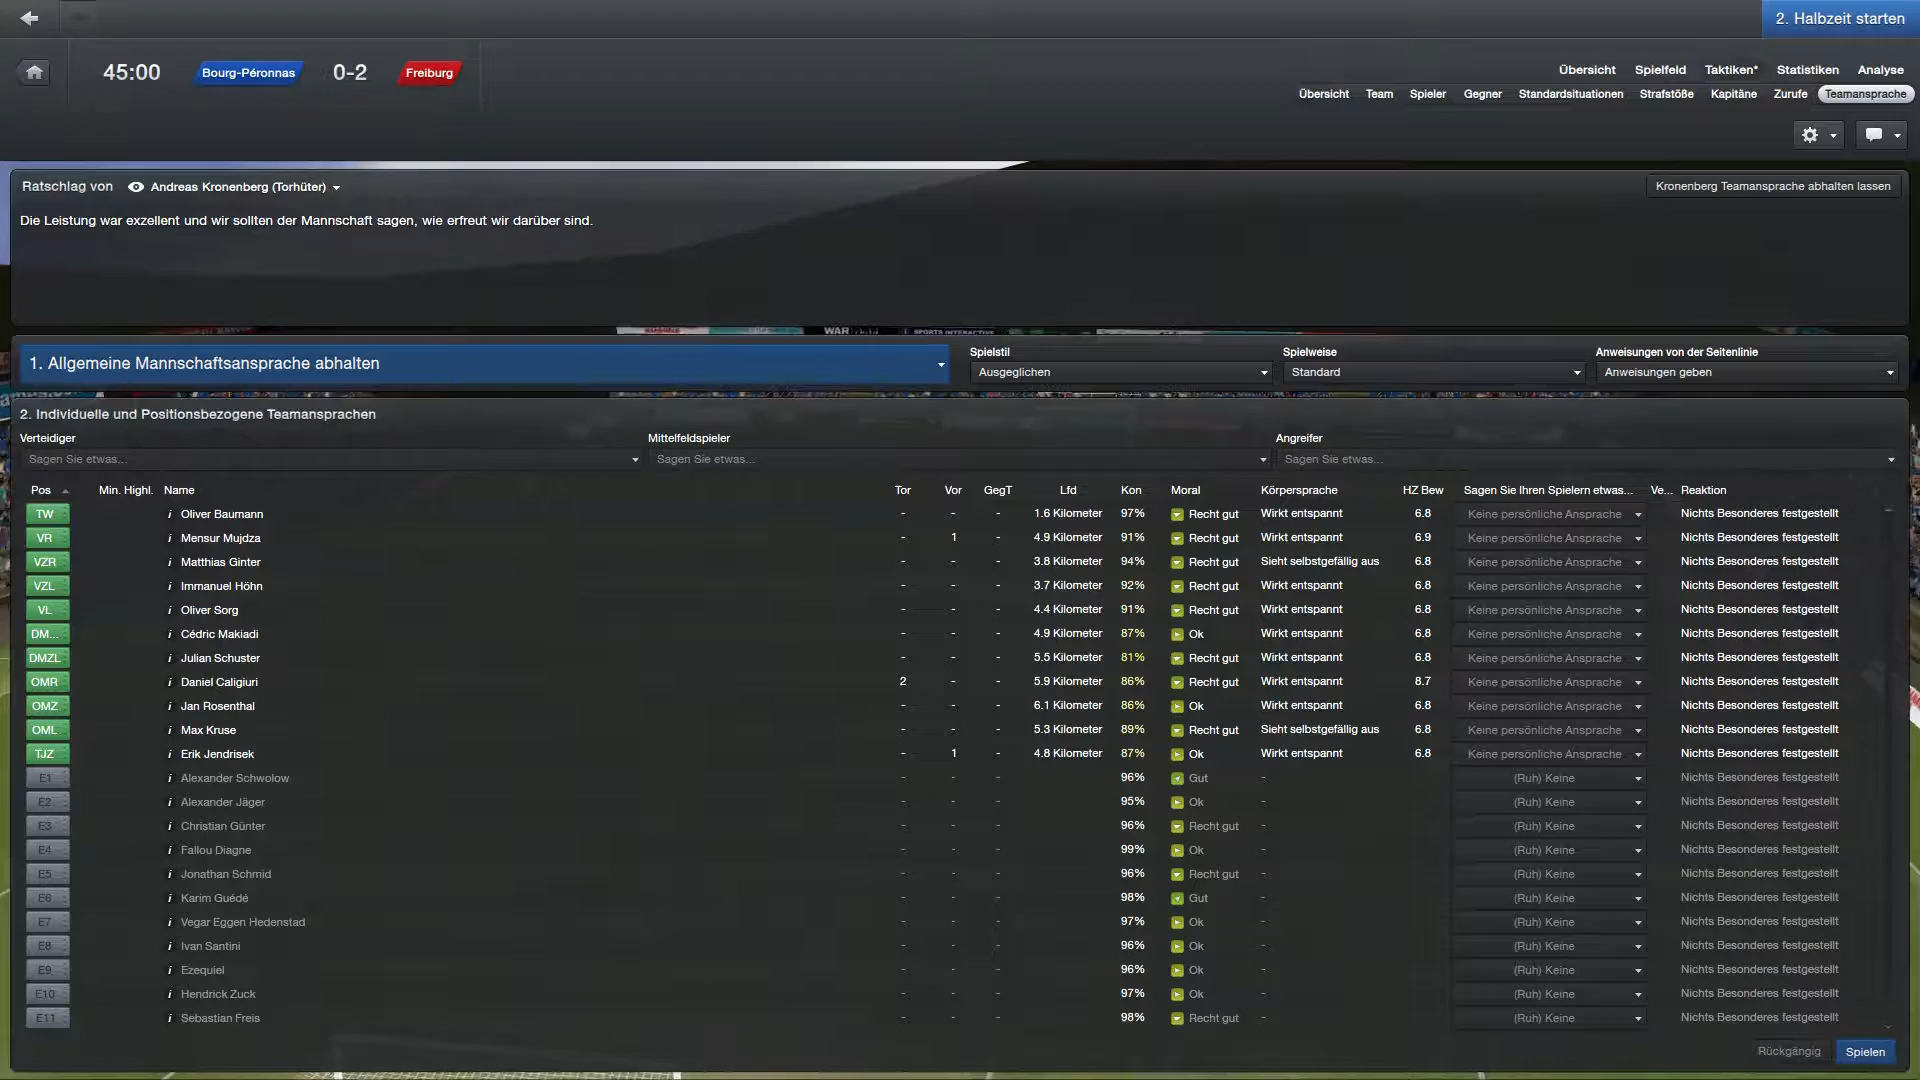 2. Halbzeit starten
45:00 Bourg-Péronnas 0-2 Freiburg
Übersicht Spielfeld Taktiken* Statistiken Analyse
Übersicht Team Spieler Gegner Standardsituationen Strafstöße Kapitäne Zurufe Teamansprache
Ratschlag von Andreas Kronenberg (Torhüter) Kronenberg Teamansprache abhalten lassen
Die Leistung war exzellent und wir sollten der Mannschaft sagen, wie erfreut wir darüber sind.
WAR SPORTS INTERACTIVE
1. Allgemeine Mannschaftsansprache abhalten
Spielstil Spielweise Anweisungen von der Seitenlinie
Ausgeglichen Standard Anweisungen geben
2. Individuelle und Positionsbezogene Teamansprachen
Verteidiger Mittelfeldspieler Angreifer
Sagen Sie etwas... Sagen Sie etwas... Sagen Sie etwas...
Pos Min. Highl. Name Tor Vor GegT Lfd Kon Moral Körpersprache HZ Bew Sagen Sie Ihren Spielern etwas... Ve... Reaktion
TW i Oliver Baumann - - - 1.6 Kilometer 97% Recht gut Wirkt entspannt 6.8 Keine persönliche Ansprache Nichts Besonderes festgestellt
VR i Mensur Mujdza - 1 - 4.9 Kilometer 91% Recht gut Wirkt entspannt 6.9 Keine persönliche Ansprache Nichts Besonderes festgestellt
VZR i Matthias Ginter - - - 3.8 Kilometer 94% Recht gut Sieht selbstgefällig aus 6.8 Keine persönliche Ansprache Nichts Besonderes festgestellt
VZL i Immanuel Höhn - - - 3.7 Kilometer 92% Recht gut Wirkt entspannt 6.8 Keine persönliche Ansprache Nichts Besonderes festgestellt
VL i Oliver Sorg - - - 4.4 Kilometer 91% Recht gut Wirkt entspannt 6.8 Keine persönliche Ansprache Nichts Besonderes festgestellt
DM... i Cédric Makiadi - - - 4.9 Kilometer 87% Ok Wirkt entspannt 6.8 Keine persönliche Ansprache Nichts Besonderes festgestellt
DMZL i Julian Schuster - - - 5.5 Kilometer 81% Recht gut Wirkt entspannt 6.8 Keine persönliche Ansprache Nichts Besonderes festgestellt
OMR i Daniel Caligiuri 2 - - 5.9 Kilometer 86% Recht gut Wirkt entspannt 8.7 Keine persönliche Ansprache Nichts Besonderes festgestellt
OMZ i Jan Rosenthal - - - 6.1 Kilometer 86% Ok Wirkt entspannt 6.8 Keine persönliche Ansprache Nichts Besonderes festgestellt
OML i Max Kruse - - - 5.3 Kilometer 89% Recht gut Sieht selbstgefällig aus 6.8 Keine persönliche Ansprache Nichts Besonderes festgestellt
TJZ i Erik Jendrisek - 1 - 4.8 Kilometer 87% Ok Wirkt entspannt 6.8 Keine persönliche Ansprache Nichts Besonderes festgestellt
E1 i Alexander Schwolow - - - 96% Gut - (Ruh) Keine Nichts Besonderes festgestellt
E2 i Alexander Jäger - - - 95% Ok - (Ruh) Keine Nichts Besonderes festgestellt
E3 i Christian Günter - - - 96% Recht gut - (Ruh) Keine Nichts Besonderes festgestellt
E4 i Fallou Diagne - - - 99% Ok - (Ruh) Keine Nichts Besonderes festgestellt
E5 i Jonathan Schmid - - - 96% Recht gut - (Ruh) Keine Nichts Besonderes festgestellt
E6 i Karim Guédé - - - 98% Gut - (Ruh) Keine Nichts Besonderes festgestellt
E7 i Vegar Eggen Hedenstad - - - 97% Ok - (Ruh) Keine Nichts Besonderes festgestellt
E8 i Ivan Santini - - - 96% Ok - (Ruh) Keine Nichts Besonderes festgestellt
E9 i Ezequiel - - - 96% Ok - (Ruh) Keine Nichts Besonderes festgestellt
E10 i Hendrick Zuck - - - 97% Ok - (Ruh) Keine Nichts Besonderes festgestellt
E11 i Sebastian Freis - - - 98% Recht gut - (Ruh) Keine Nichts Besonderes festgestellt
Rückgängig Spielen